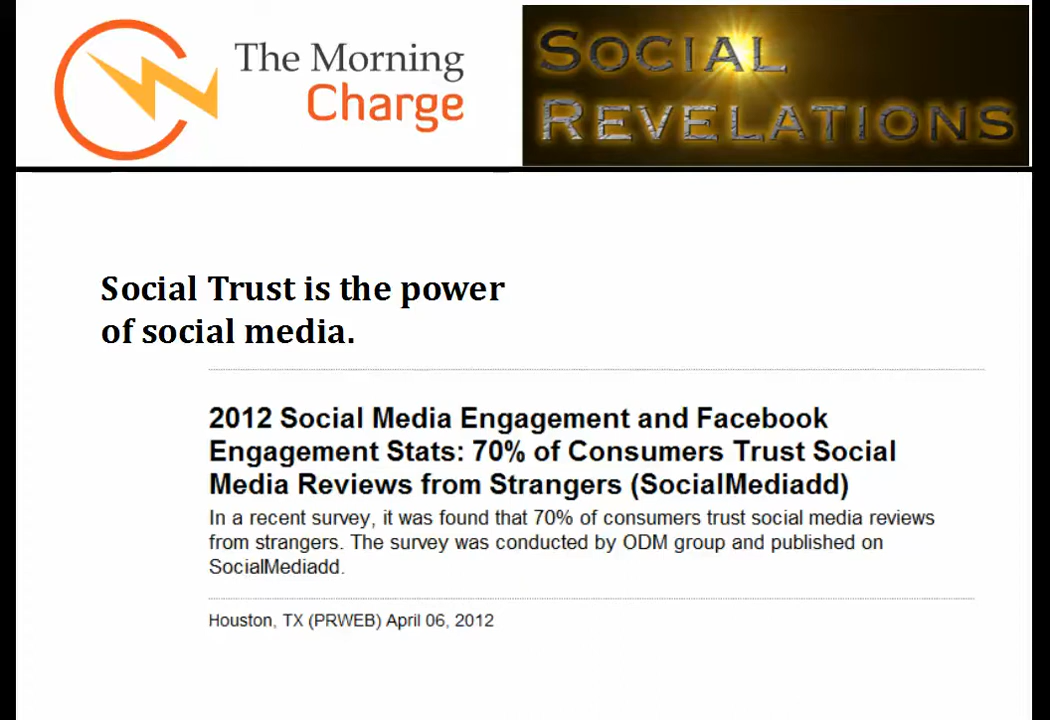 The Morning
Charge
SOCIAL
REVELATIONS
Social Trust is the power
of social media.
2012 Social Media Engagement and Facebook
Engagement Stats: 70% of Consumers Trust Social
Media Reviews from Strangers (SocialMediadd)
In a recent survey, it was found that 70% of consumers trust social media reviews
from strangers. The survey was conducted by ODM group and published on
SocialMediadd.
Houston, TX (PRWEB) April 06, 2012